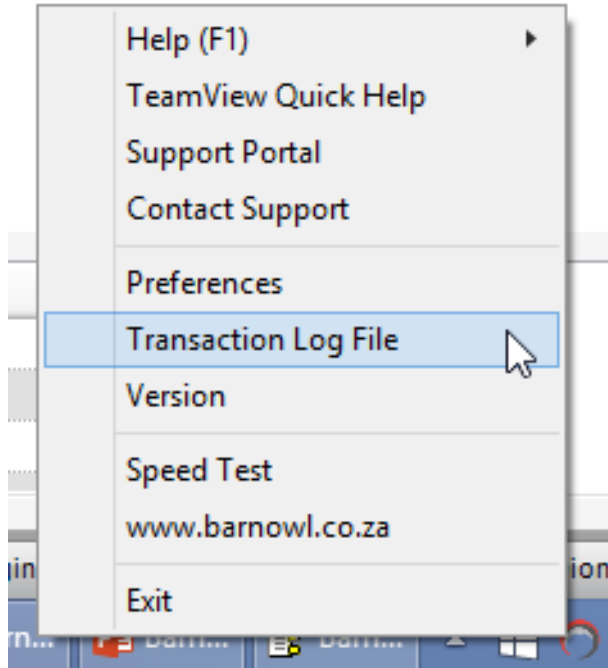 Help (F1)
TeamView Quick Help
Support Portal
Contact Support
Preferences
Transaction Log File
Version
Speed Test
www.barnowl.co.za
Exit